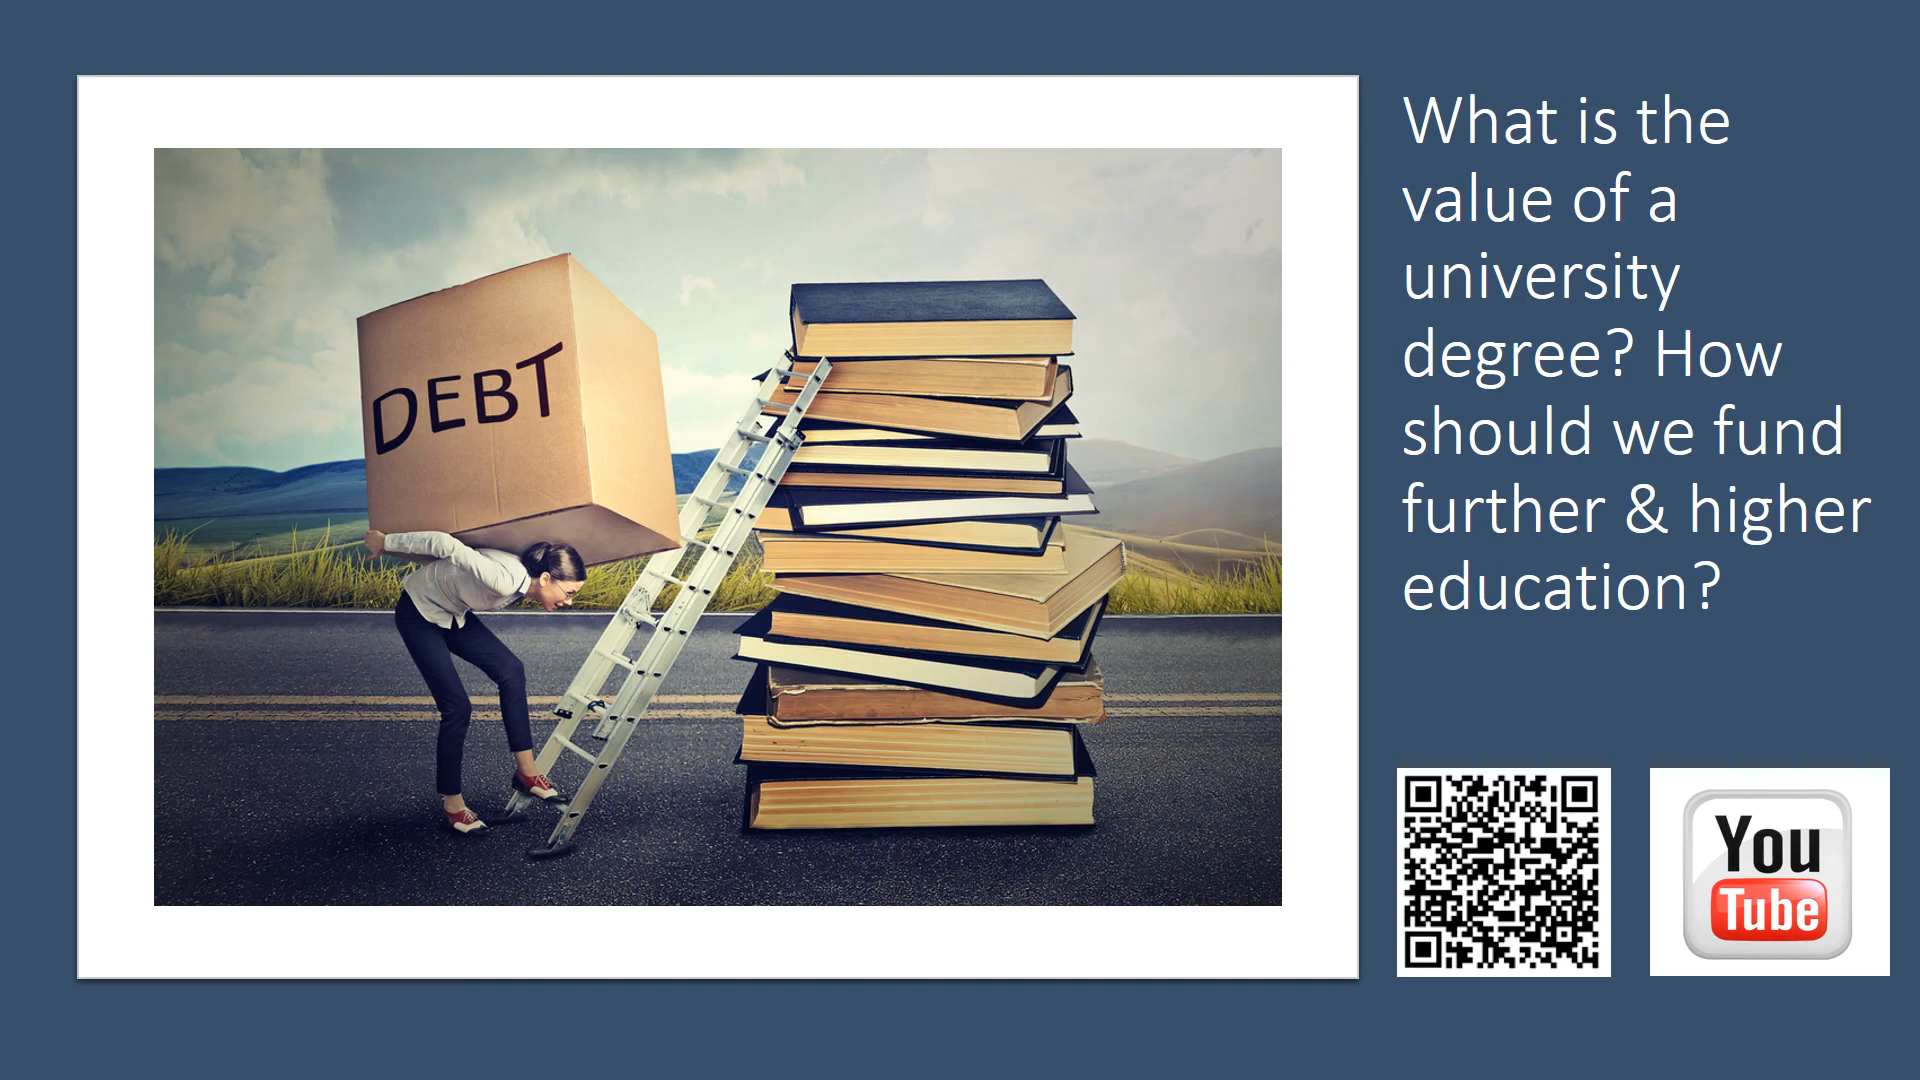 DEBT
What is the
value of a
university
degree? How
should we fund
further & higher
education?
You
Tube